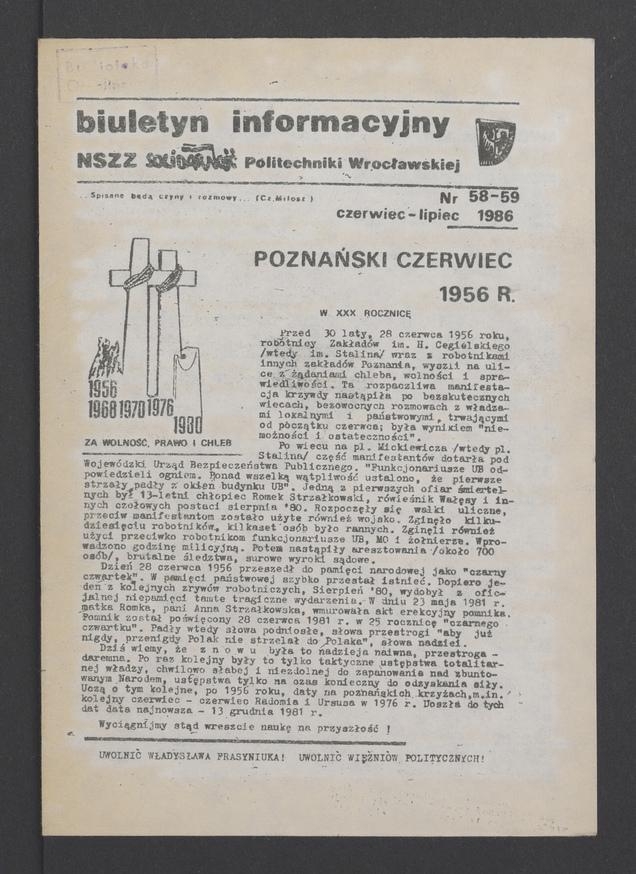 Biblioteka
biuletyn informacyjny
NSZZ SOLIDARNOŚĆ Politechniki Wrocławskiej
..Spisane będą czyny i rozmowy... (Cz.Miłosz)
Nr 58-59
czerwiec-lipiec 1986
POZNAŃSKI CZERWIEC
1956 R.
W XXX ROCZNICĘ
1956
1968 1970 1976
1980
ZA WOLNOŚĆ, PRAWO I CHLEB
Przed 30 laty, 28 czerwca 1956 roku,
robotnicy Zakładów im. H. Cegielskiego
/wtedy im. Stalina/ wraz z robotnikami
innych zakładów Poznania, wyszli na uli-
ce z żądaniami chleba, wolności i spra-
wiedliwości. Ta rozpaczliwa manifesta-
cja krzywdy nastąpiła po bezskutecznych
wiecach, bezowocnych rozmowach z władza-
mi lokalnymi i państwowymi, trwającymi
od początku czerwca; była wynikiem "nie-
możności i ostateczności".
Po wiecu na pl. Mickiewicza /wtedy pl.
Stalina/ część manifestantów dotarła pod
Wojewódzki Urząd Bezpieczeństwa Publicznego. "Funkcjonariusze UB od-
powiedzieli ogniem. Ponad wszelką wątpliwość ustalono, że pierwsze
strzały padły z okien budynku UB". Jedną z pierwszych ofiar śmiertel-
nych był 13-letni chłopiec Romek Strzałkowski, rówieśnik Wałęsy i in-
nych czołowych postaci sierpnia '80. Rozpoczęły się walki uliczne,
przeciw manifestantom zostało użyte również wojsko. Zginęło kilku-
dziesięciu robotników, kilkaset osób było rannych. Zginęli również
użyci przeciwko robotnikom funkcjonariusze UB, MO i żołnierze. Wpro-
wadzono godzinę milicyjną. Potem nastąpiły aresztowania /około 700
osób/, brutalne śledztwa, surowe wyroki sądowe.
Dzień 28 czerwca 1956 przeszedł do pamięci narodowej jako "czarny
czwartek". W pamięci państwowej szybko przestał istnieć. Dopiero je-
den z kolejnych zrywów robotniczych, Sierpień '80, wydobył z ofic-
jalnej niepamięci tamte tragiczne wydarzenia. W dniu 23 maja 1981 r.
matka Romka, pani Anna Strzałkowska, wmurowała akt erekcyjny pomnika.
Pomnik został poświęcony 28 czerwca 1981 r. w 25 rocznicę "czarnego
czwartku". Padły wtedy słowa podniosłe, słowa przestrogi "aby już
nigdy, przenigdy Polak nie strzelał do Polaka", słowa nadziei.
Dziś wiemy, że z n o w u była to nadzieja naiwna, przestroga -
daremna. Po raz kolejny były to tylko taktyczne ustępstwa totalitar-
nej władzy, chwilowo słabej i niezdolnej do zapanowania nad zbunto-
wanym Narodem, ustępstwa tylko na czas konieczny do odzyskania siły.
Uczą o tym kolejne, po 1956 roku, daty na poznańskich krzyżach, m.in.
kolejny czerwiec - czerwiec Radomia i Ursusa w 1976 r. Doszła do tych
dat data najnowsza - 13 grudnia 1981 r.
Wyciągnijmy stąd wreszcie naukę na przyszłość !
UWOLNIĆ WŁADYSŁAWA FRASYNIUKA! UWOLNIĆ WIĘŹNIÓW POLITYCZNYCH!